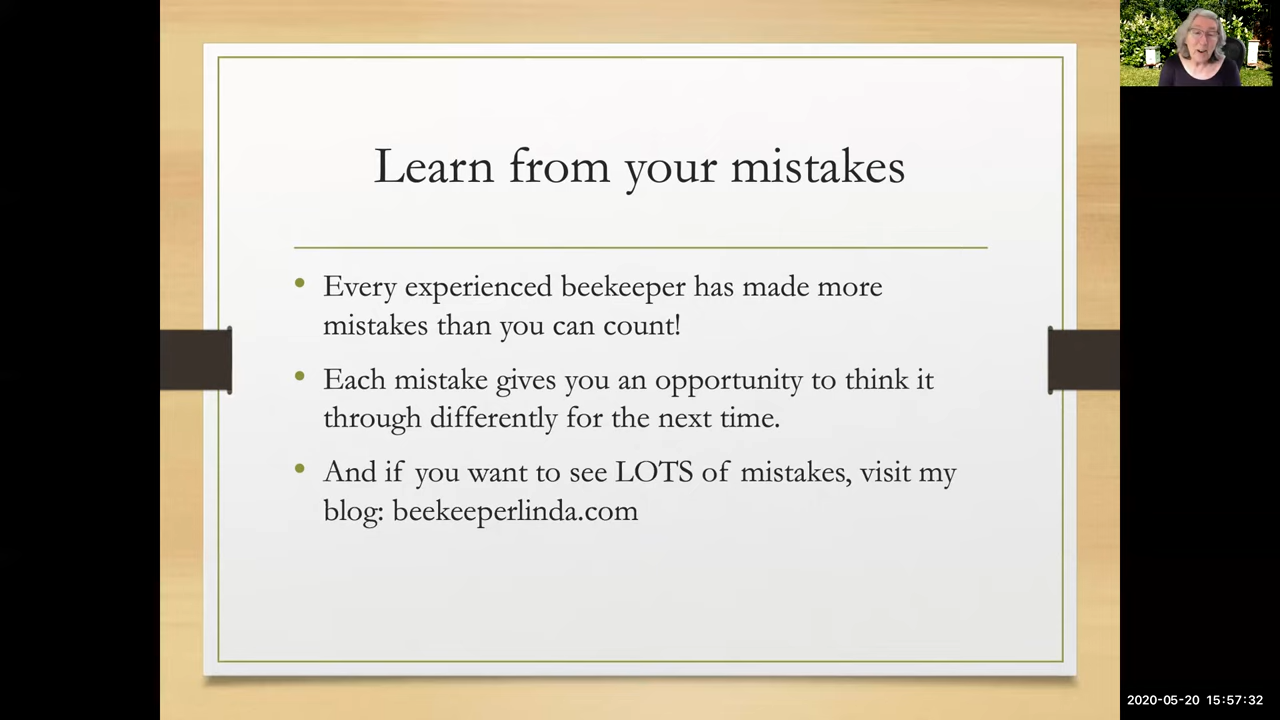 Learn from your mistakes
• Every experienced beekeeper has made more
mistakes than you can count!
• Each mistake gives you an opportunity to think it
through differently for the next time.
• And if you want to see LOTS of mistakes, visit my
blog: beekeeperlinda.com
2020-05-20 15:57:32